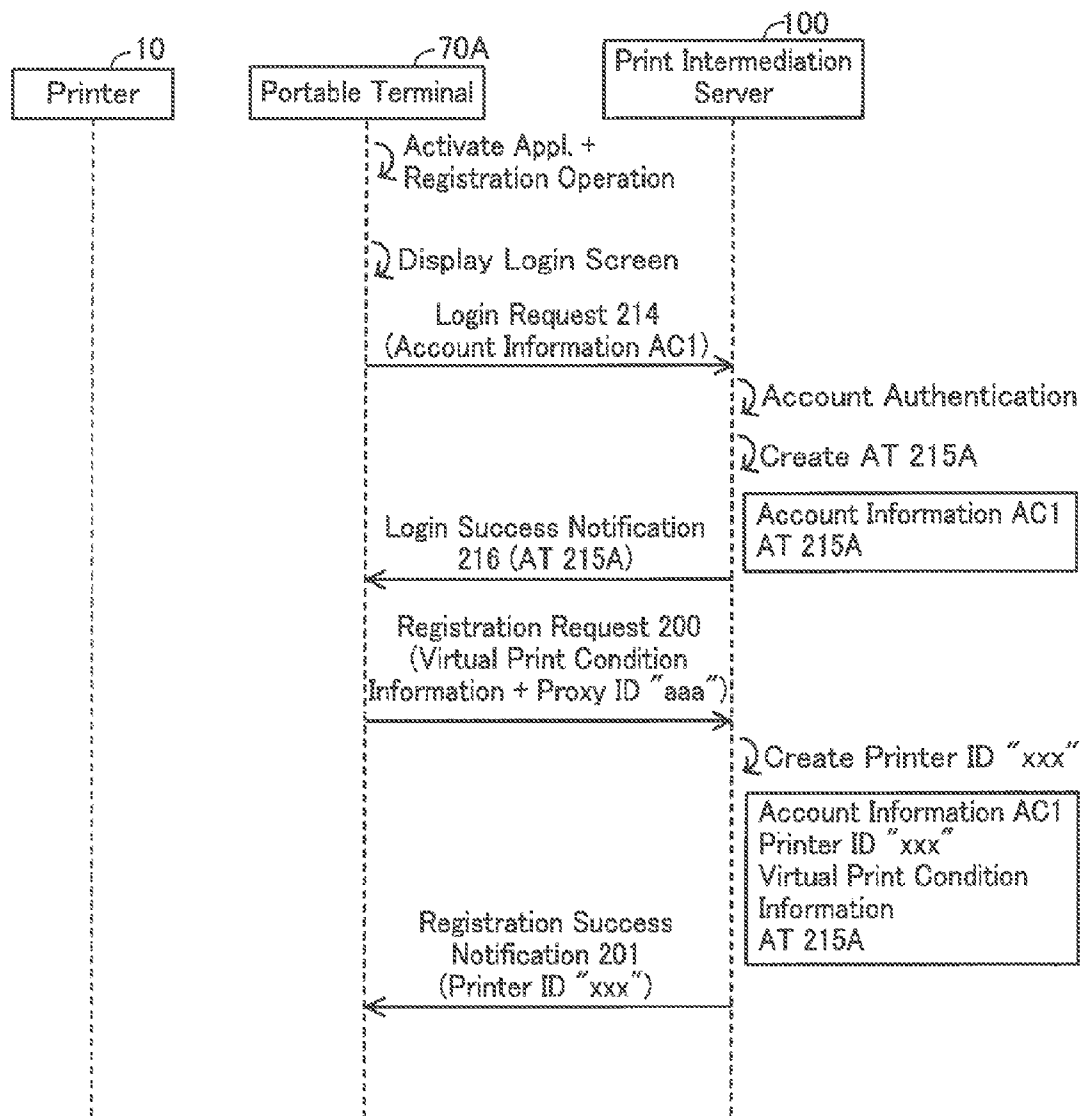 10
Printer
70A
Portable Terminal
100
Print Intermediation
Server
Activate Appl. +
Registration Operation
Display Login Screen
Login Request 214
(Account Information AC1)
Account Authentication
Create AT 215A
Account Information AC1
AT 215A
Login Success Notification
216 (AT 215A)
Registration Request 200
(Virtual Print Condition
Information + Proxy ID "aaa")
Create Printer ID "xxx"
Account Information AC1
Printer ID "xxx"
Virtual Print Condition
Information
AT 215A
Registration Success
Notification 201
(Printer ID "xxx")